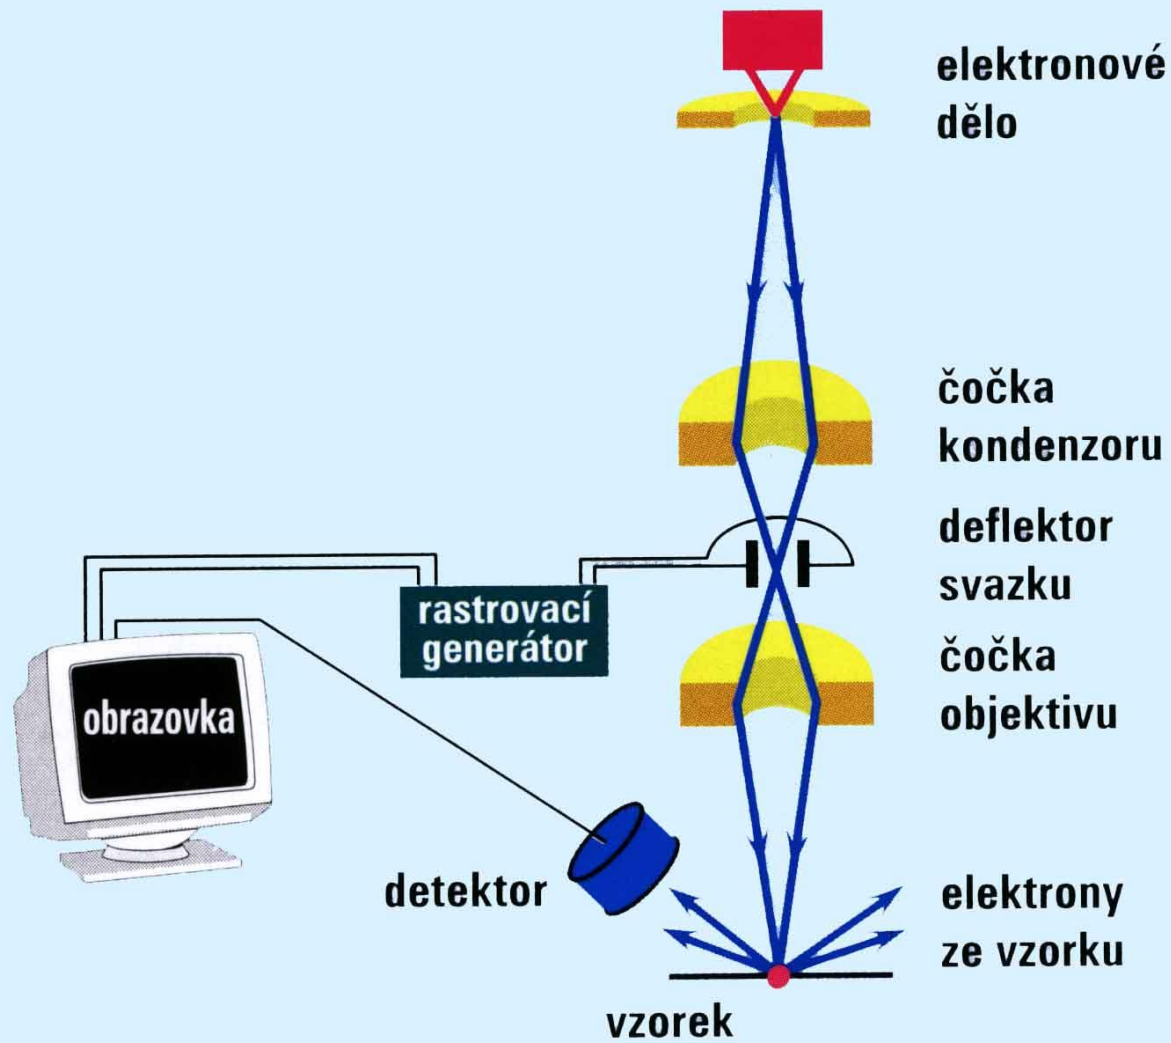 elektronové
dělo
čočka
kondenzoru
deflektor
svazku
rastrovací
generátor
čočka
objektivu
obrazovka
detektor
elektrony
ze vzorku
vzorek